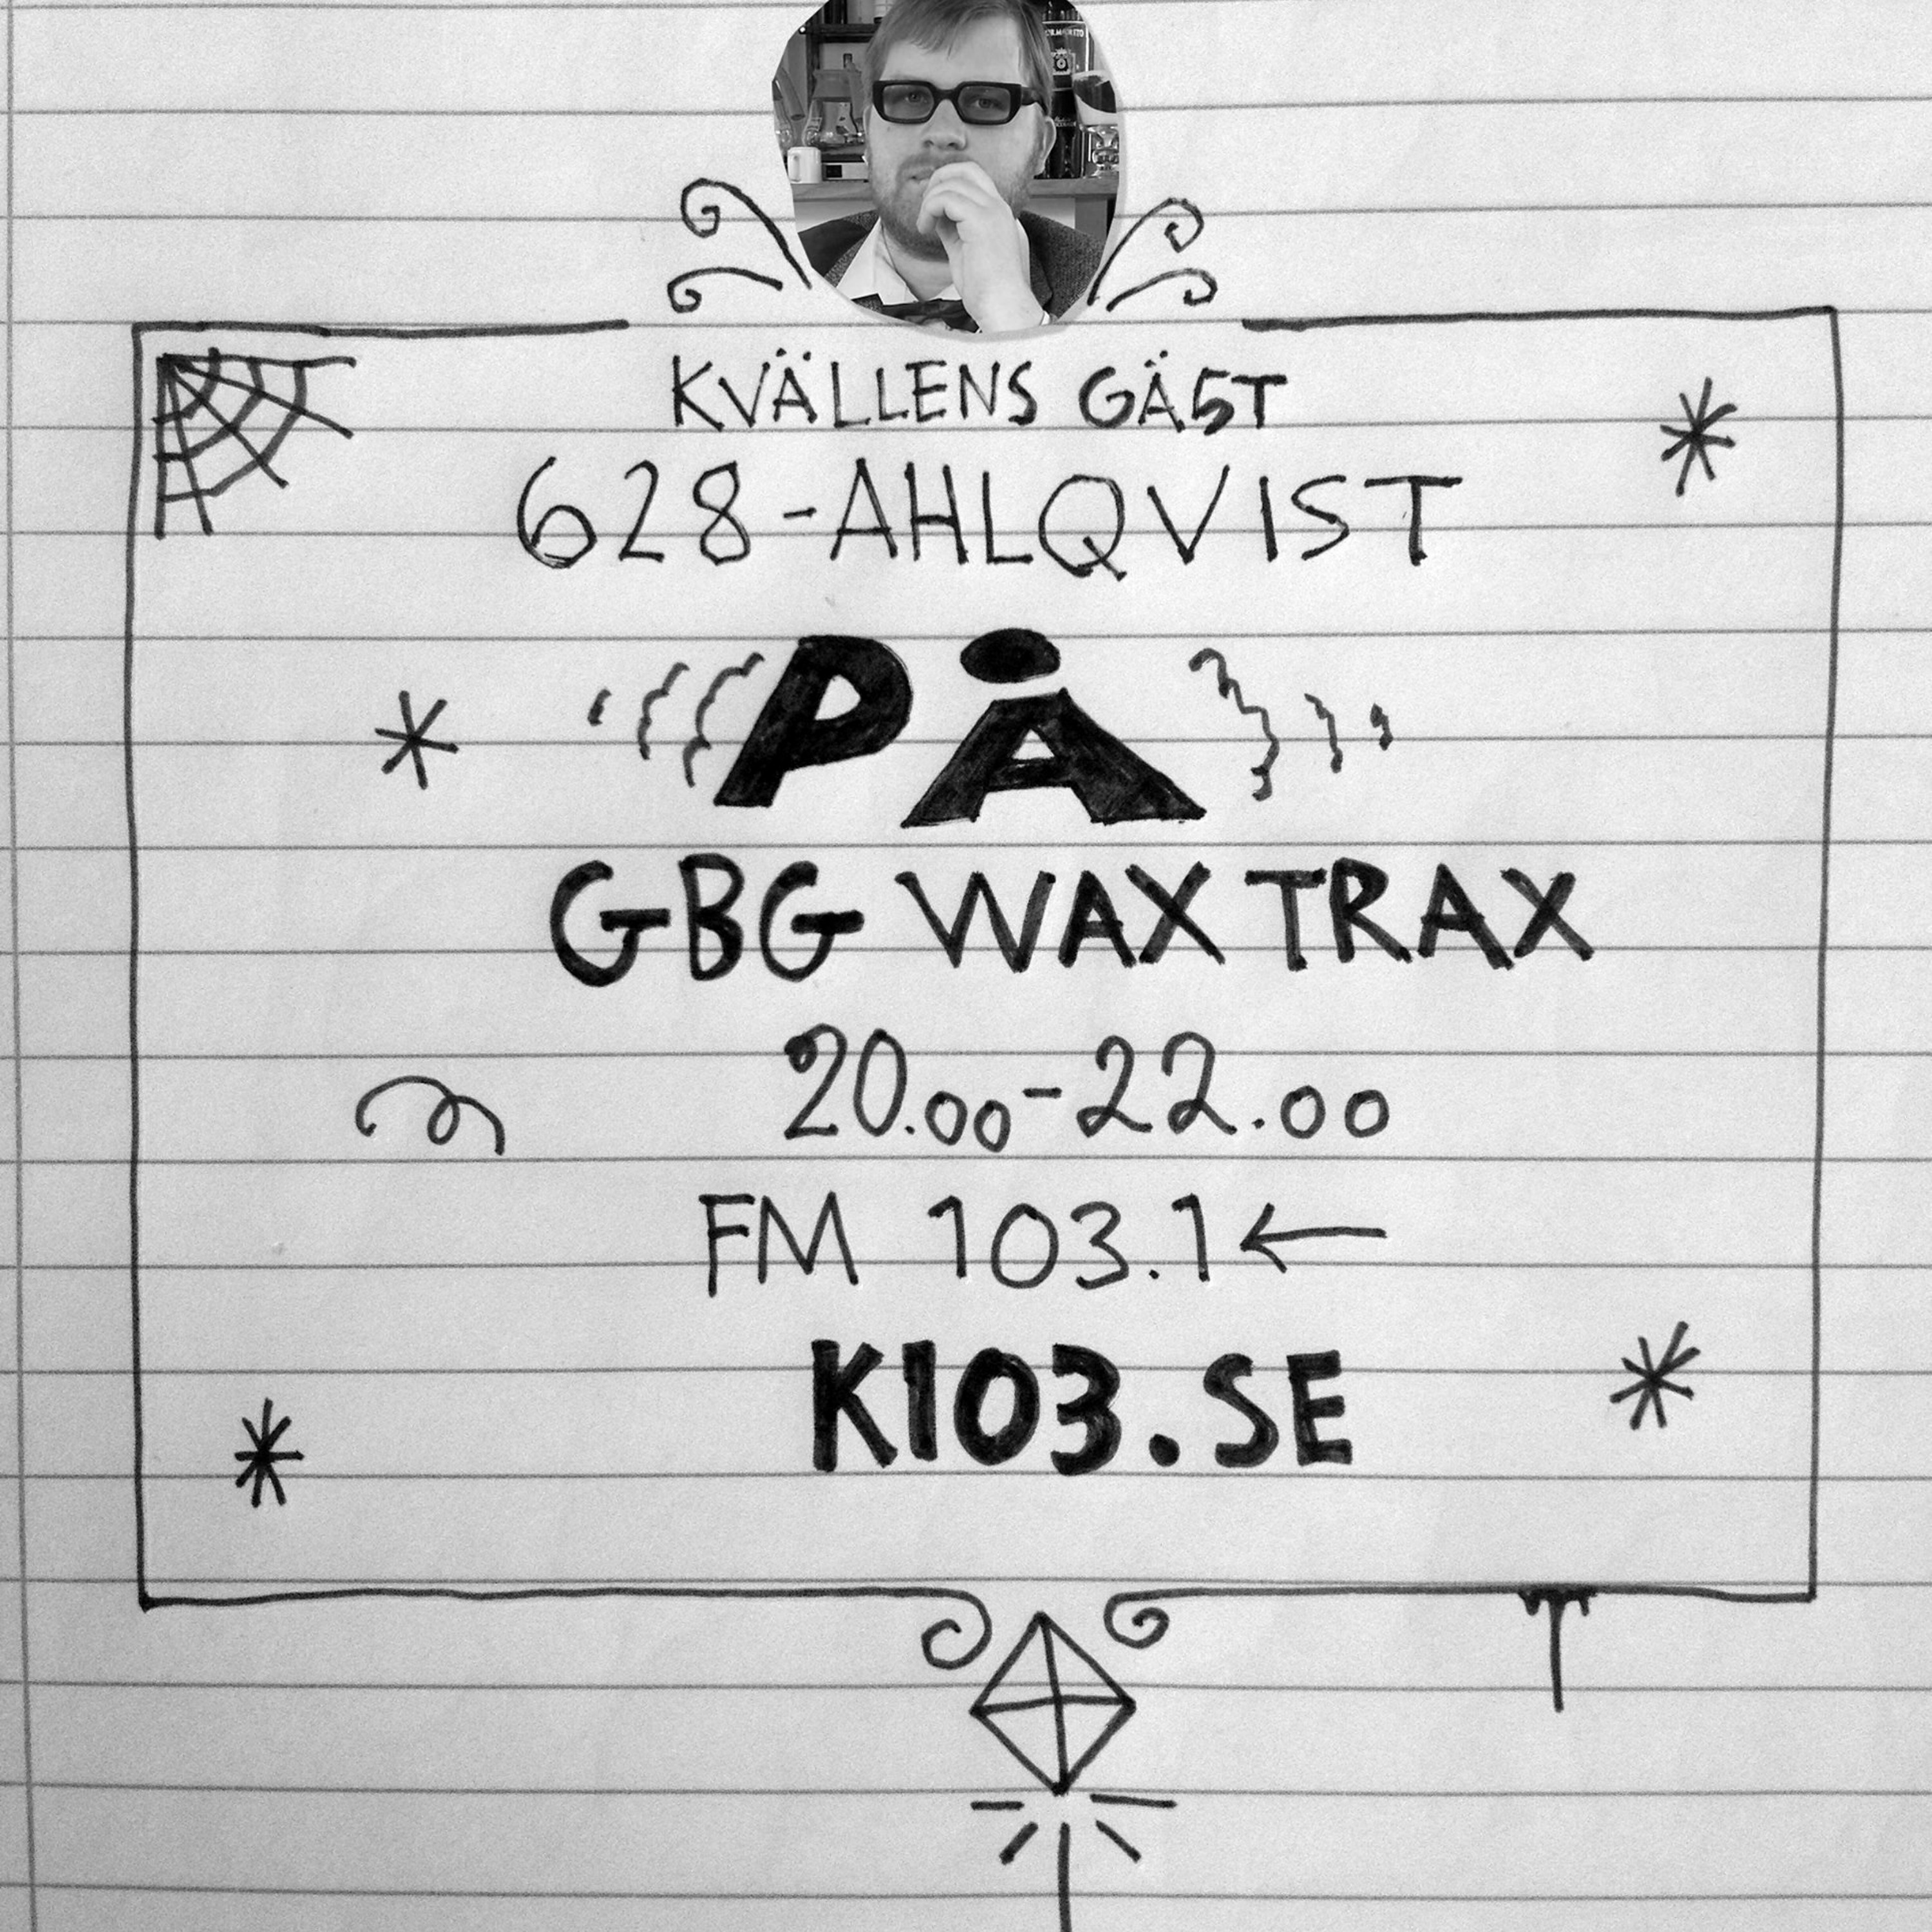 KVÄLLENS GÄST
628-AHLQVIST
PÅ
GBG WAX TRAX
20.00-22.00
FM 103.1←
K103.SE